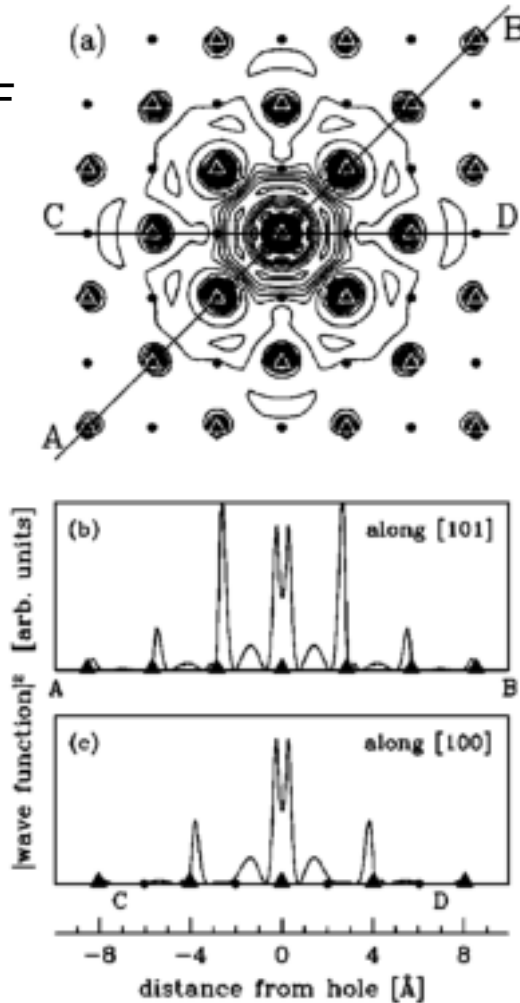 (a)
B
C
D
A
(b)
along [101]
A
B
(c)
along [100]
C
D
|wave function|² [arb. units]
-8 -4 0 4 8
distance from hole [Å]